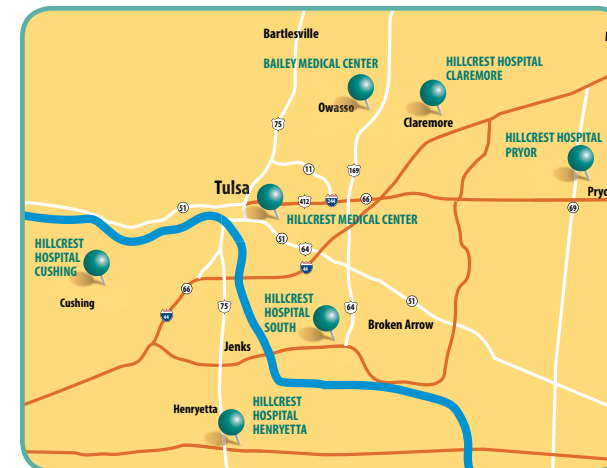 Bartlesville
BAILEY MEDICAL CENTER
HILLCREST HOSPITAL
CLAREMORE
Owasso
Claremore
75
HILLCREST HOSPITAL
PRYOR
11
169
Tulsa
412
244
66
51
69
HILLCREST MEDICAL CENTER
51
64
HILLCREST
HOSPITAL
CUSHING
44
66
Cushing
75
HILLCREST
HOSPITAL
SOUTH
64
51
44
Broken Arrow
Jenks
Henryetta
HILLCREST
HOSPITAL
HENRYETTA